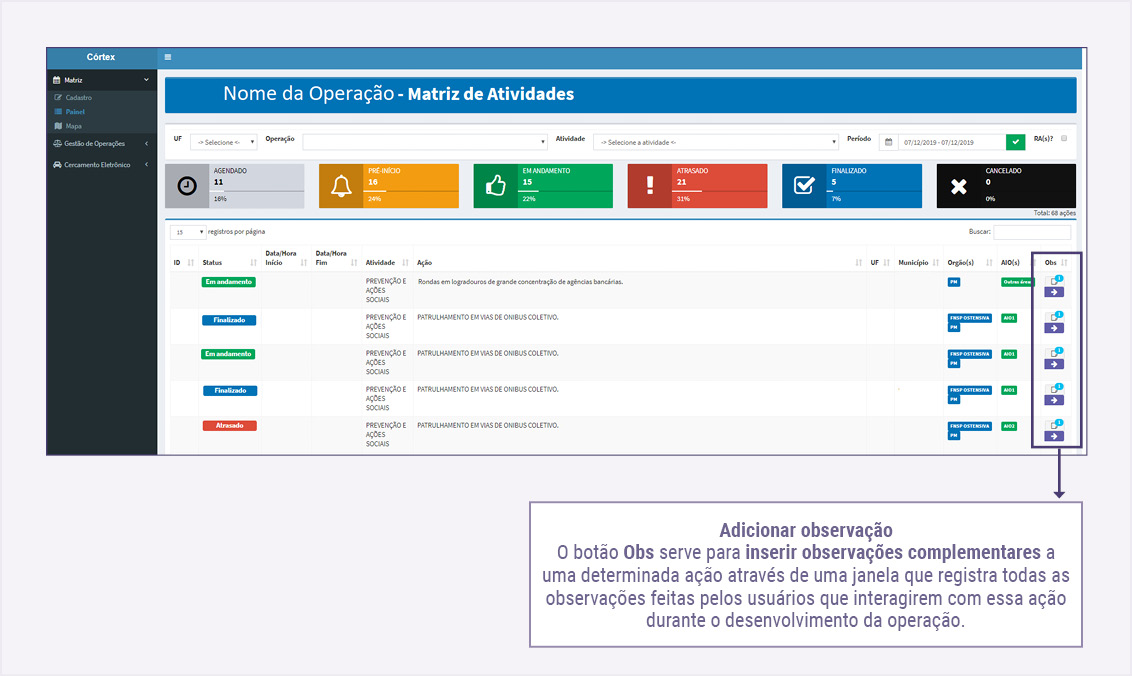 Córtex
Matriz
Cadastro
Painel
Mapa
Gestão de Operações
Cercamento Eletrônico
Nome da Operação - Matriz de Atividades
UF -> Selecione <- Operação Atividade -> Selecione a atividade <- Período 07/12/2019 - 07/12/2019 RA(s)?
AGENDADO
11
16%
PRÉ-INÍCIO
16
24%
EM ANDAMENTO
15
22%
ATRASADO
21
31%
FINALIZADO
5
7%
CANCELADO
0
0%
Total: 68 ações
15 registros por página Buscar:
ID Status Data/Hora Início Data/Hora Fim Atividade Ação UF Município Orgão(s) AIO(s) Obs
Em andamento PREVENÇÃO E Rondas em logradouros de grande concentração de agências bancárias. PM 1
AÇÕES
SOCIAIS
Finalizado PREVENÇÃO E PATRULHAMENTO EM VIAS DE ONIBUS COLETIVO. FNSP OSTENSIVA AIO1 1
AÇÕES PM
SOCIAIS
Em andamento PREVENÇÃO E PATRULHAMENTO EM VIAS DE ONIBUS COLETIVO. FNSP OSTENSIVA AIO1 1
AÇÕES PM
SOCIAIS
Finalizado PREVENÇÃO E PATRULHAMENTO EM VIAS DE ONIBUS COLETIVO. FNSP OSTENSIVA AIO1 1
AÇÕES PM
SOCIAIS
Atrasado PREVENÇÃO E PATRULHAMENTO EM VIAS DE ONIBUS COLETIVO. FNSP OSTENSIVA AIO2 1
AÇÕES PM
SOCIAIS
Adicionar observação
O botão Obs serve para inserir observações complementares a
uma determinada ação através de uma janela que registra todas as
observações feitas pelos usuários que interagirem com essa ação
durante o desenvolvimento da operação.